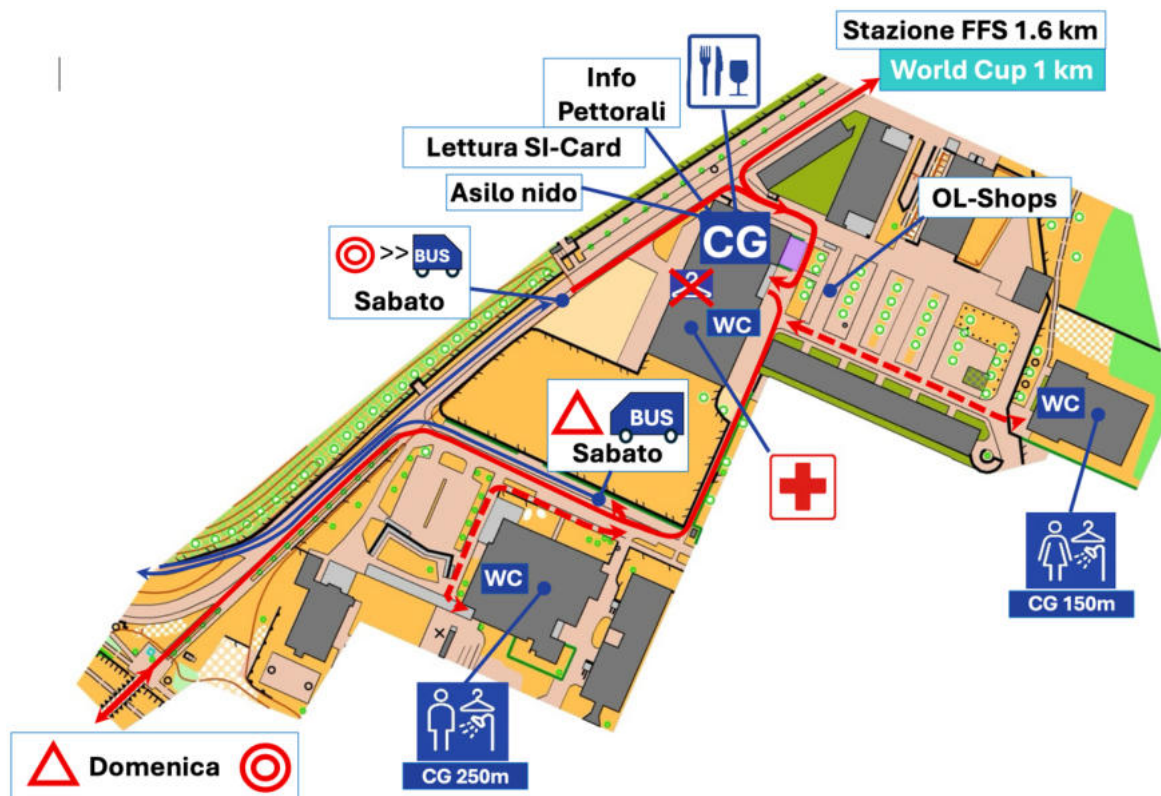 Stazione FFS 1.6 km
World Cup 1 km
Info
Pettorali
Lettura SI-Card
Asilo nido
OL-Shops
CG
>> BUS
Sabato
WC
BUS
Sabato
WC
WC
CG 150m
CG 250m
Domenica